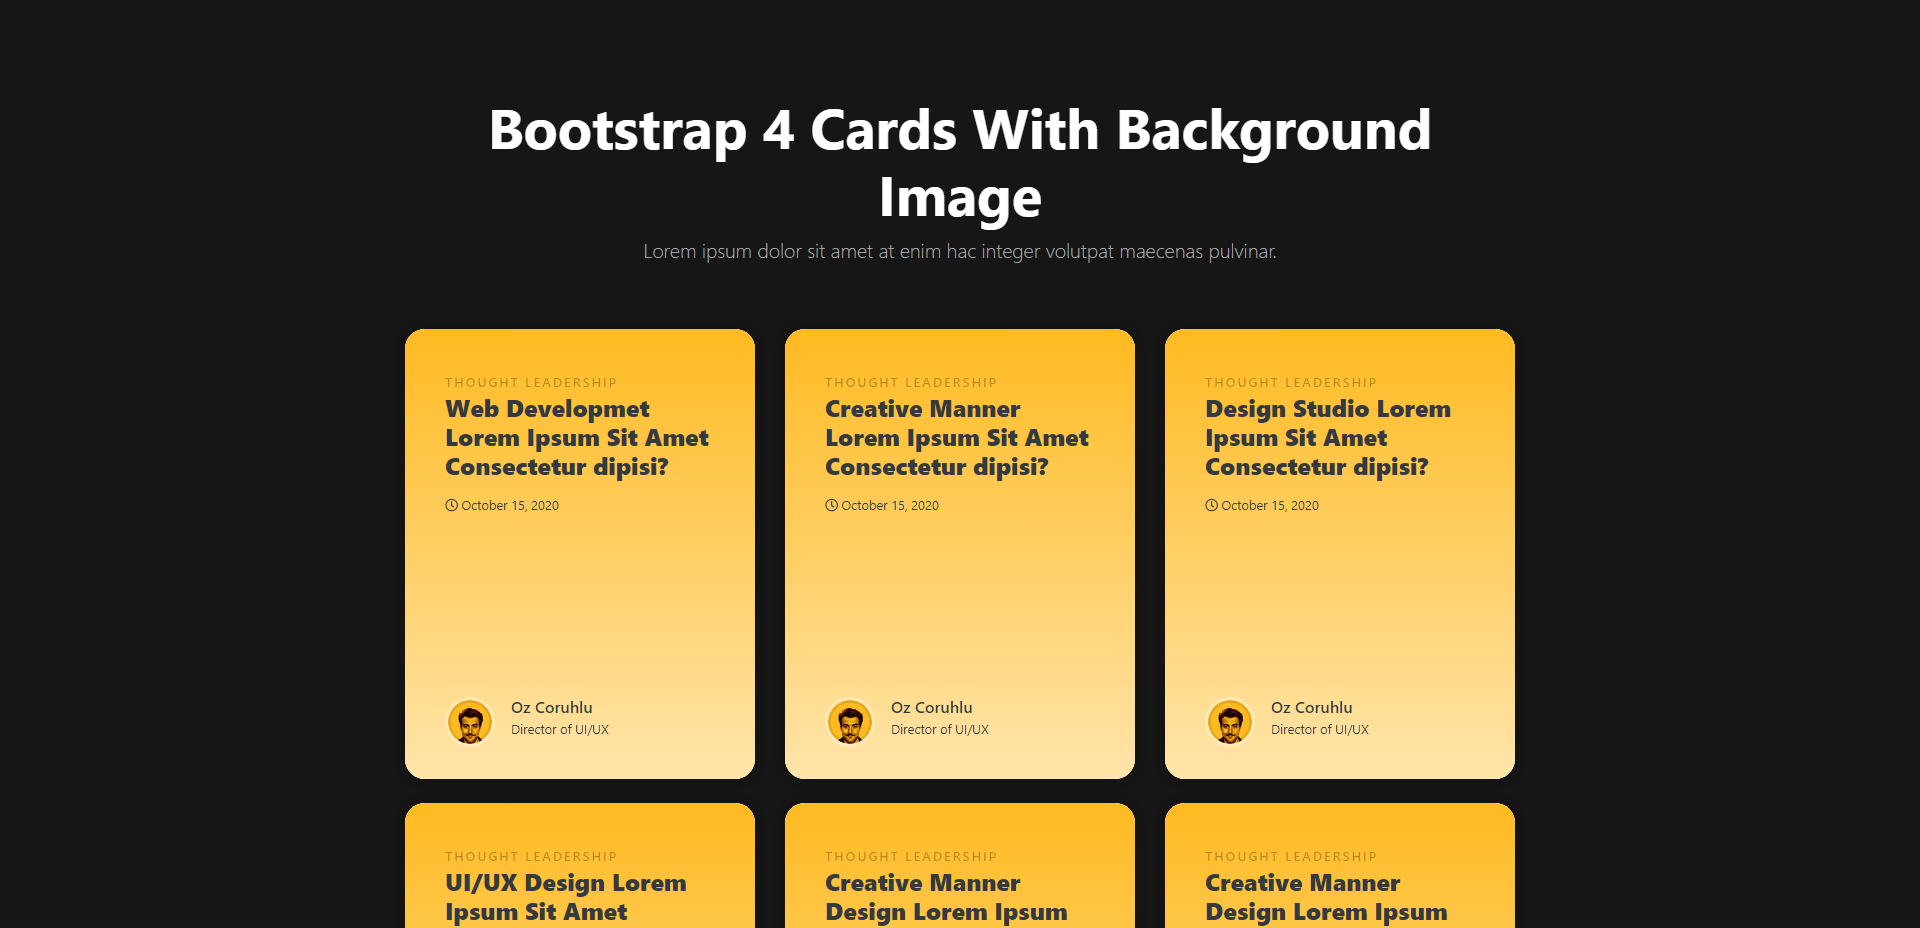 Bootstrap 4 Cards With Background
Image
Lorem ipsum dolor sit amet at enim hac integer volutpat maecenas pulvinar.
THOUGHT LEADERSHIP
Web Developmet
Lorem Ipsum Sit Amet
Consectetur dipisi?
October 15, 2020
Oz Coruhlu
Director of UI/UX
THOUGHT LEADERSHIP
Creative Manner
Lorem Ipsum Sit Amet
Consectetur dipisi?
October 15, 2020
Oz Coruhlu
Director of UI/UX
THOUGHT LEADERSHIP
Design Studio Lorem
Ipsum Sit Amet
Consectetur dipisi?
October 15, 2020
Oz Coruhlu
Director of UI/UX
THOUGHT LEADERSHIP
UI/UX Design Lorem
Ipsum Sit Amet
THOUGHT LEADERSHIP
Creative Manner
Design Lorem Ipsum
THOUGHT LEADERSHIP
Creative Manner
Design Lorem Ipsum